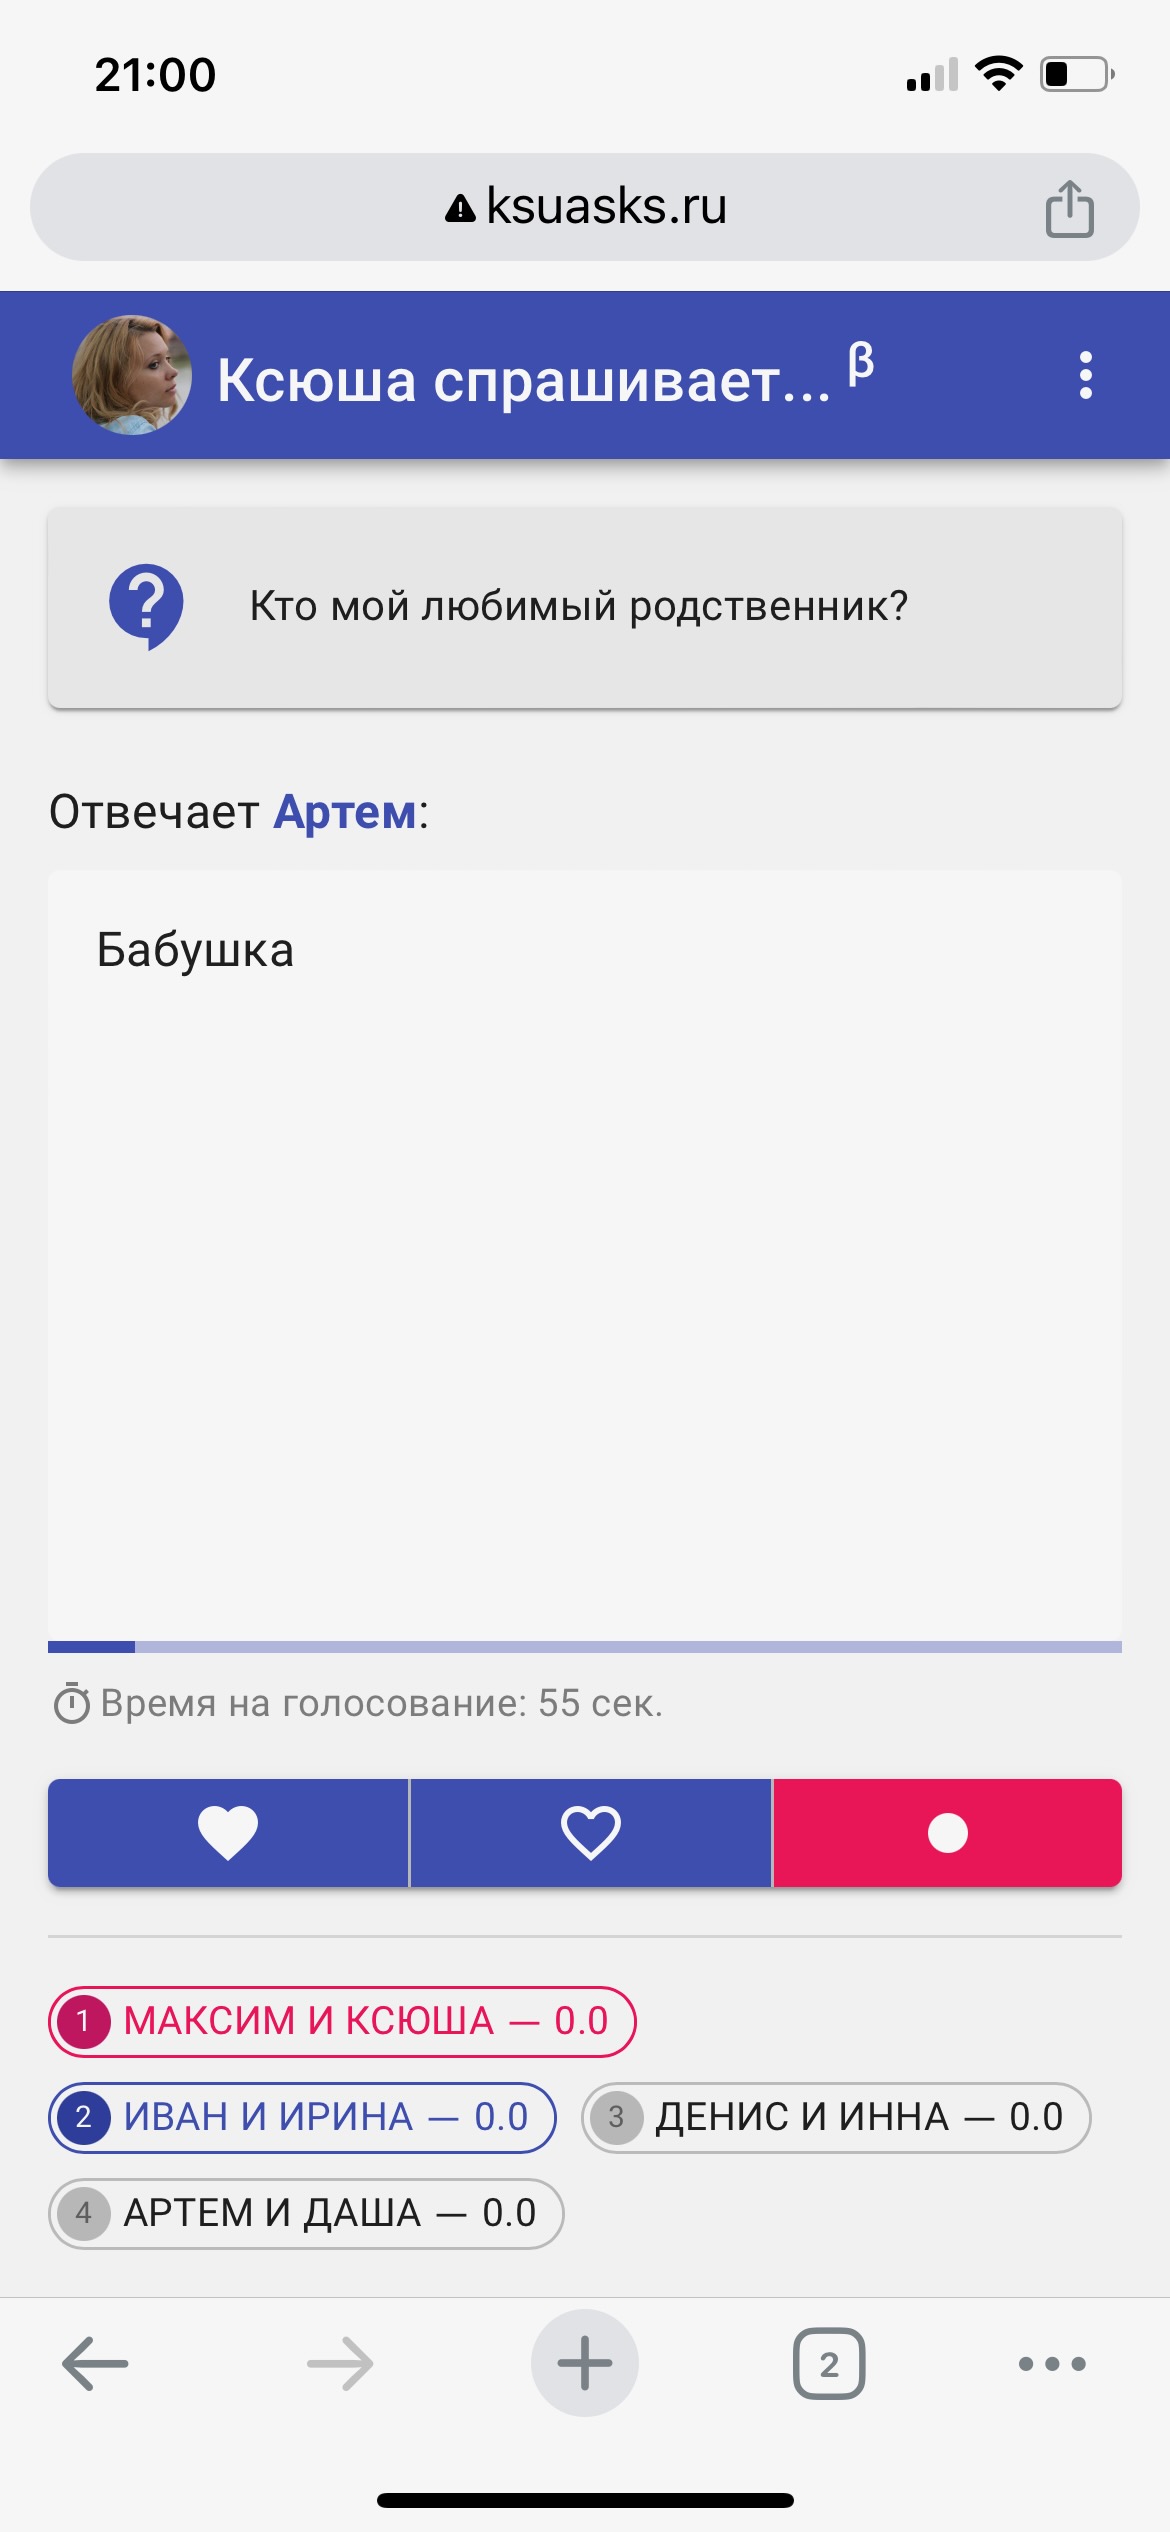 21:00
ksuasks.ru
Ксюша спрашивает... β
Кто мой любимый родственник?
Отвечает Артем:
Бабушка
Время на голосование: 55 сек.
1 МАКСИМ И КСЮША — 0.0
2 ИВАН И ИРИНА — 0.0 3 ДЕНИС И ИННА — 0.0
4 АРТЕМ И ДАША — 0.0
2